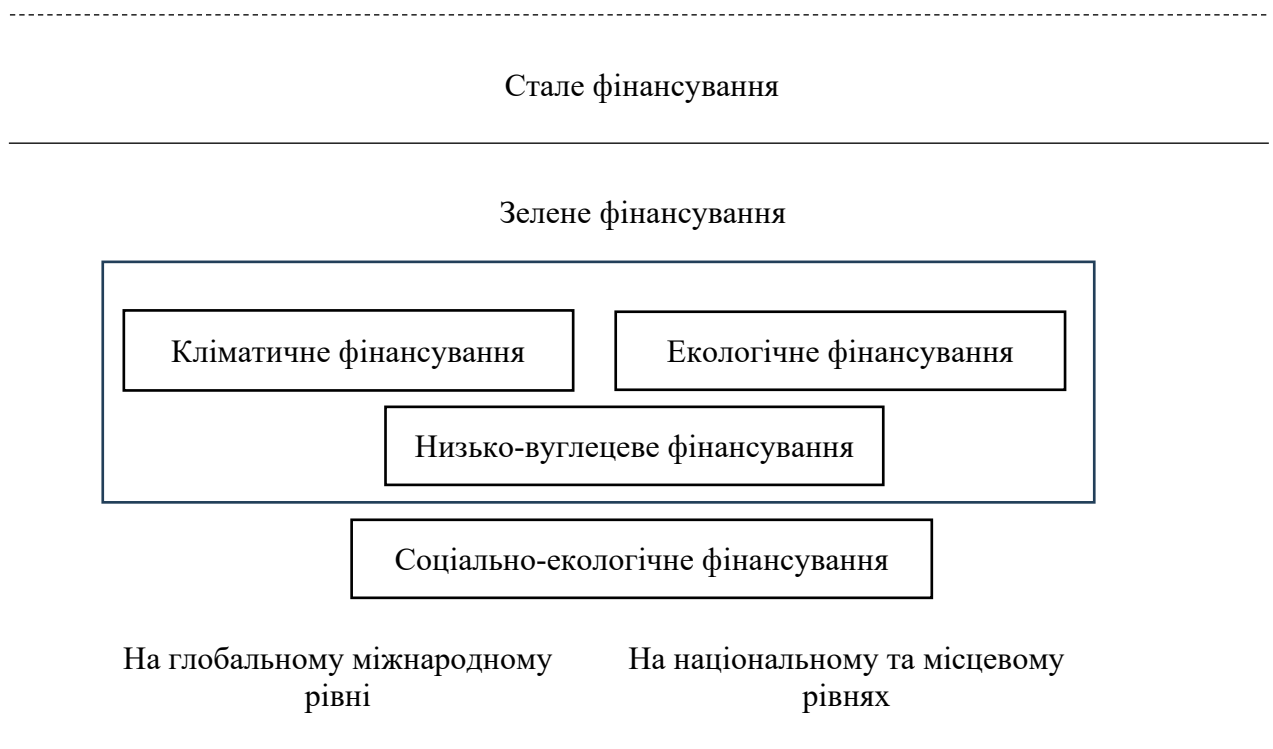 Стале фінансування
Зелене фінансування
Кліматичне фінансування
Екологічне фінансування
Низько-вуглецеве фінансування
Соціально-екологічне фінансування
На глобальному міжнародному
рівні
На національному та місцевому
рівнях